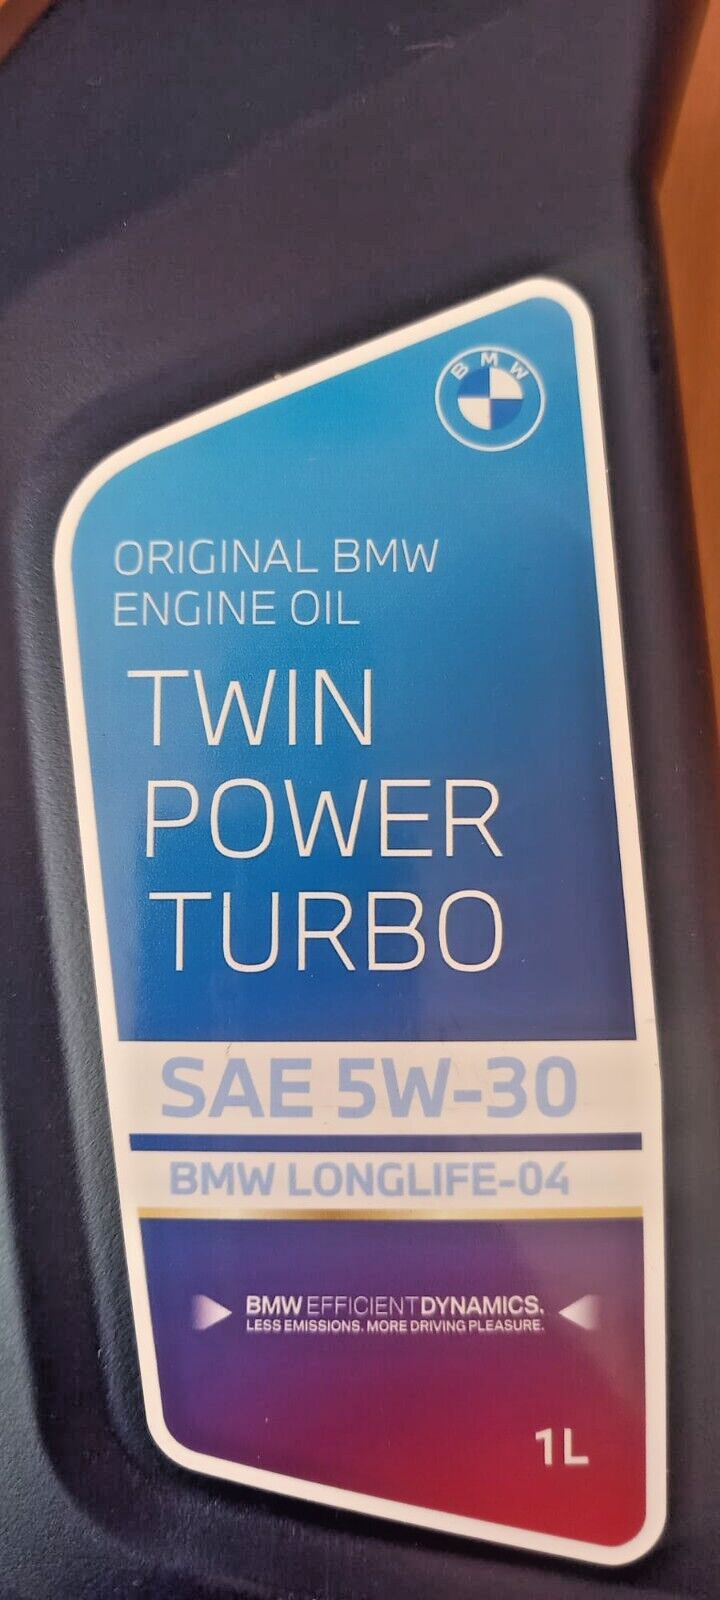 BMW
ORIGINAL BMW
ENGINE OIL
TWIN
POWER
TURBO
SAE 5W-30
BMW LONGLIFE-04
BMW EFFICIENTDYNAMICS.
LESS EMISSIONS. MORE DRIVING PLEASURE.
1L